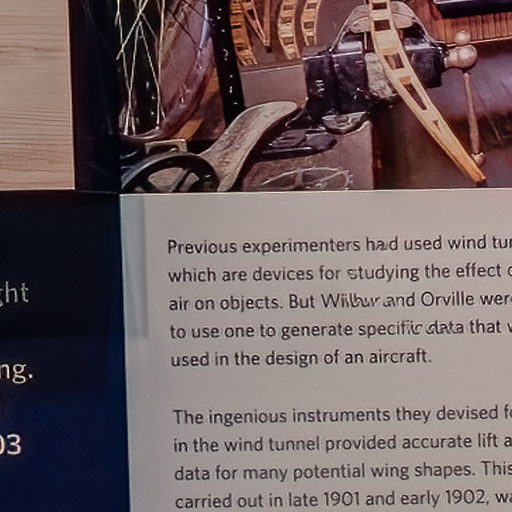 ght
ng.
03
Previous experimenters had used wind tun
which are devices for studying the effect o
air on objects. But Wilbur and Orville were
to use one to generate specific data that w
used in the design of an aircraft.
The ingenious instruments they devised fo
in the wind tunnel provided accurate lift a
data for many potential wing shapes. This
carried out in late 1901 and early 1902, wa